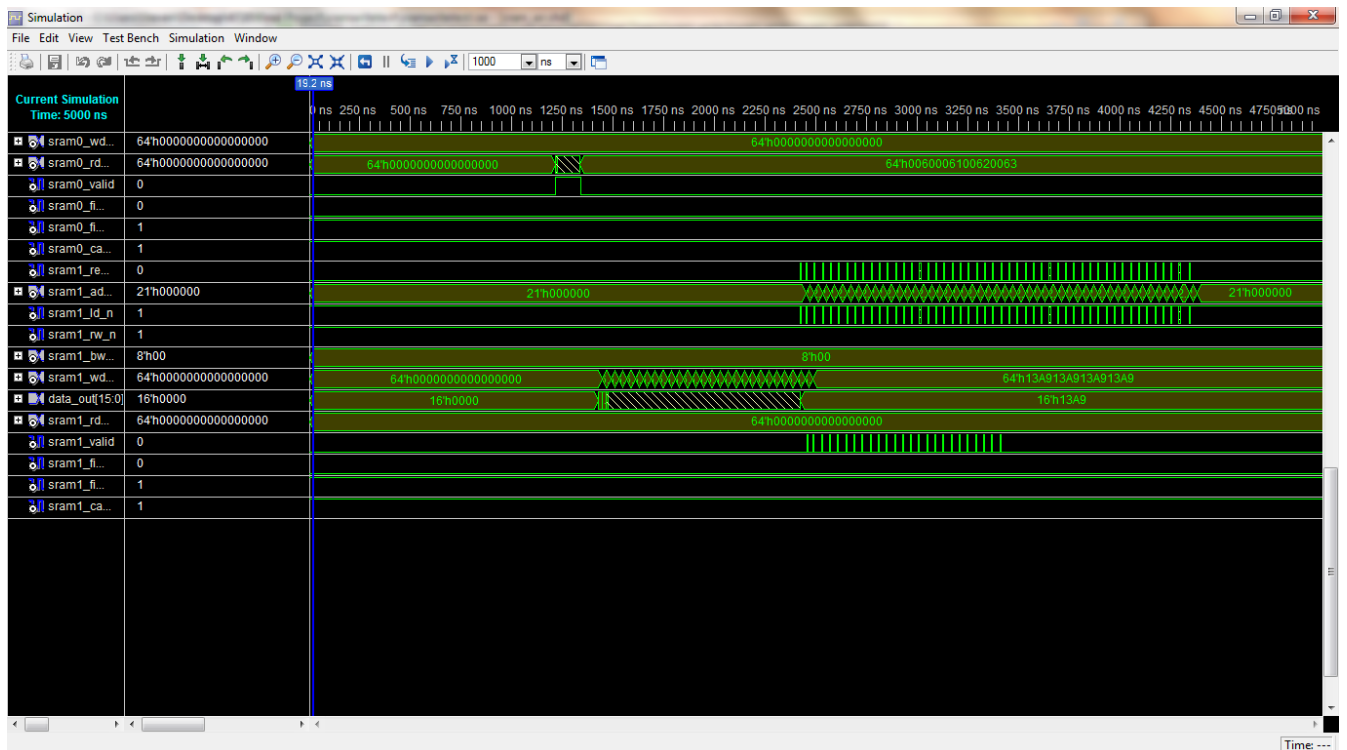 Simulation
File Edit View Test Bench Simulation Window
1000 ns
19.2 ns
Current Simulation
Time: 5000 ns
0 ns 250 ns 500 ns 750 ns 1000 ns 1250 ns 1500 ns 1750 ns 2000 ns 2250 ns 2500 ns 2750 ns 3000 ns 3250 ns 3500 ns 3750 ns 4000 ns 4250 ns 4500 ns 4750 5000 ns
sram0_wd... 64'h0000000000000000 64'h0000000000000000
sram0_rd... 64'h0000000000000000 64'h0000000000000000 64'h0060006100620063
sram0_valid 0
sram0_fi... 0
sram0_fi... 1
sram0_ca... 1
sram1_re... 0
sram1_ad... 21'h000000 21'h000000 21'h000000
sram1_ld_n 1
sram1_rw_n 1
sram1_bw... 8'h00 8'h00
sram1_wd... 64'h0000000000000000 64'h0000000000000000 64'h13A913A913A913A9
data_out[15:0] 16'h0000 16'h0000 16'h13A9
sram1_rd... 64'h0000000000000000 64'h0000000000000000
sram1_valid 0
sram1_fi... 0
sram1_fi... 1
sram1_ca... 1
Time: ---